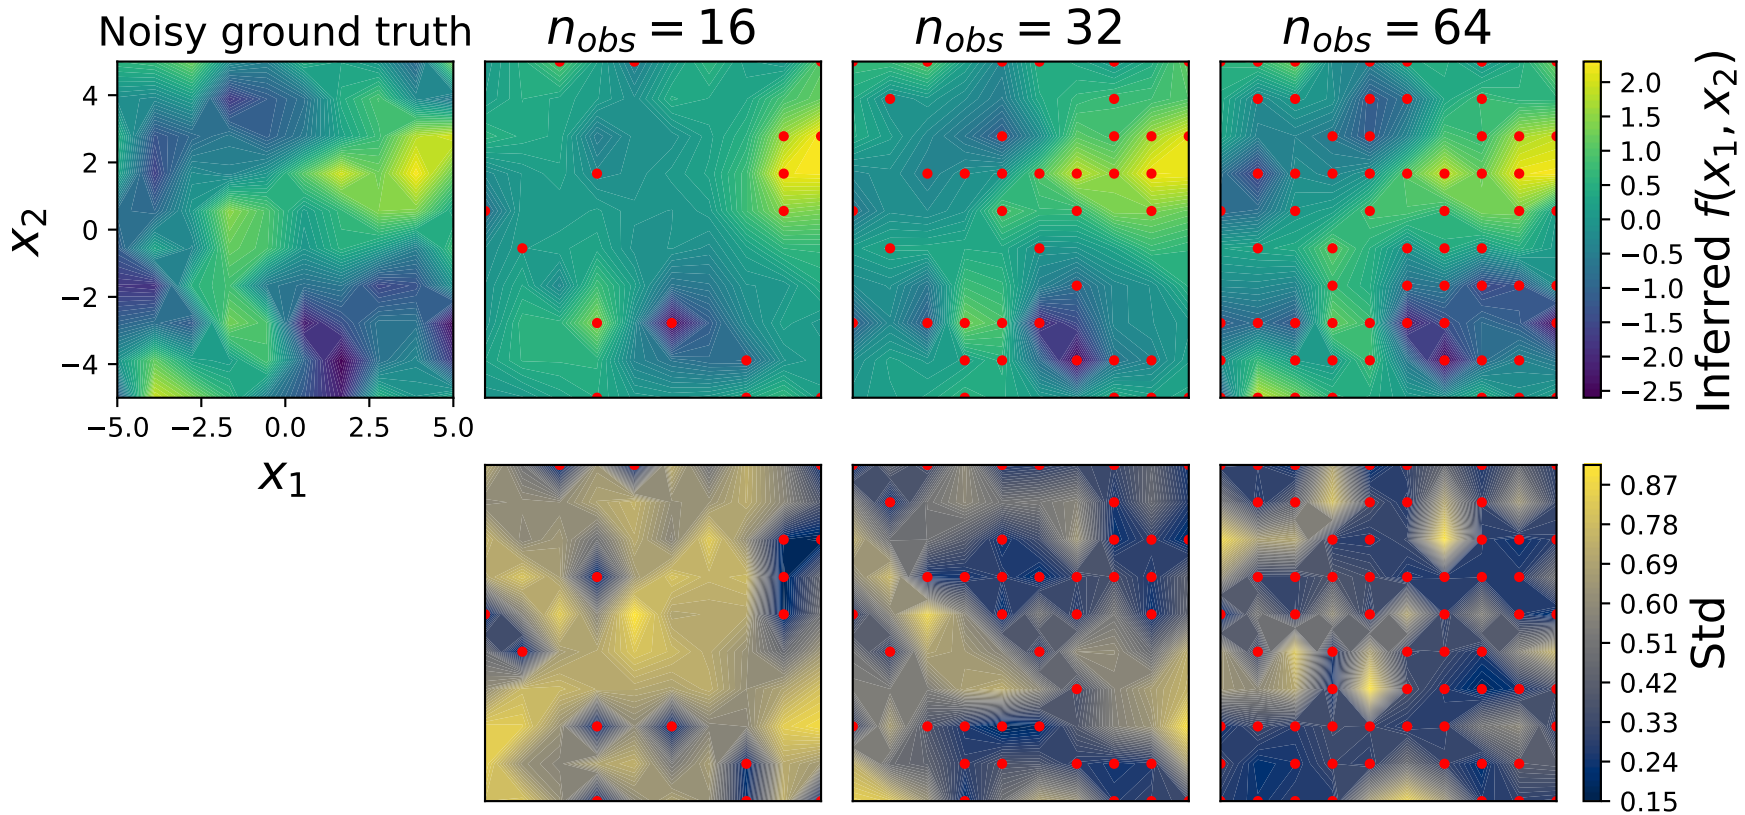 Noisy ground truth
n_obs = 16
n_obs = 32
n_obs = 64
4
2
0
−2
−4
x_2
−5.0 −2.5 0.0 2.5 5.0
x_1
2.0
1.5
1.0
0.5
0.0
−0.5
−1.0
−1.5
−2.0
−2.5
Inferred f(x_1, x_2)
0.87
0.78
0.69
0.60
0.51
0.42
0.33
0.24
0.15
Std